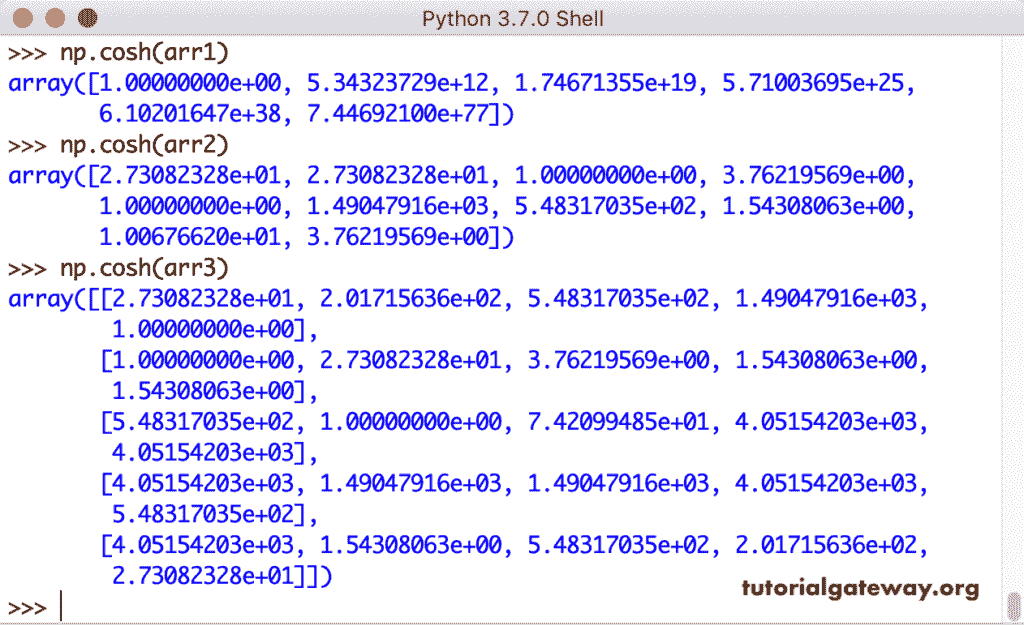 Python 3.7.0 Shell
>>> np.cosh(arr1)
array([1.00000000e+00, 5.34323729e+12, 1.74671355e+19, 5.71003695e+25,
6.10201647e+38, 7.44692100e+77])
>>> np.cosh(arr2)
array([2.73082328e+01, 2.73082328e+01, 1.00000000e+00, 3.76219569e+00,
1.00000000e+00, 1.49047916e+03, 5.48317035e+02, 1.54308063e+00,
1.00676620e+01, 3.76219569e+00])
>>> np.cosh(arr3)
array([[2.73082328e+01, 2.01715636e+02, 5.48317035e+02, 1.49047916e+03,
1.00000000e+00],
[1.00000000e+00, 2.73082328e+01, 3.76219569e+00, 1.54308063e+00,
1.54308063e+00],
[5.48317035e+02, 1.00000000e+00, 7.42099485e+01, 4.05154203e+03,
4.05154203e+03],
[4.05154203e+03, 1.49047916e+03, 1.49047916e+03, 4.05154203e+03,
5.48317035e+02],
[4.05154203e+03, 1.54308063e+00, 5.48317035e+02, 2.01715636e+02,
2.73082328e+01]])
tutorialgateway.org
>>>